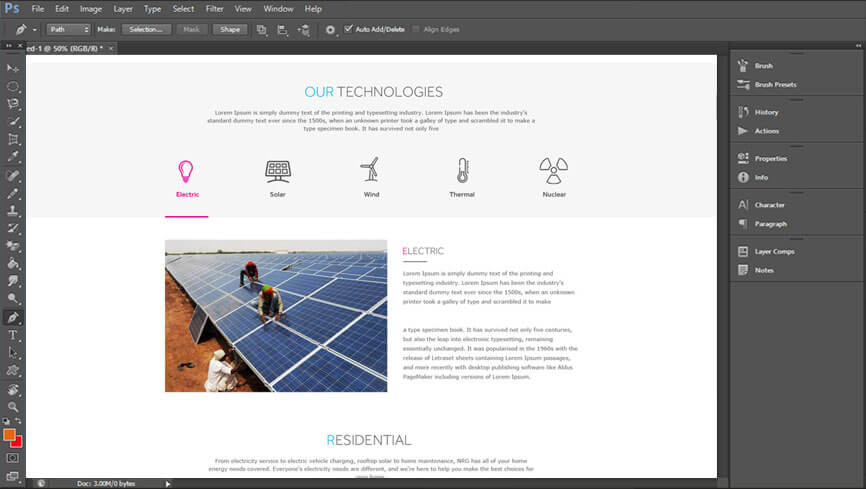 Ps File Edit Image Layer Type Select Filter View Window Help
Path Make: Selection... Mask Shape Auto Add/Delete Align Edges
ed-1 @ 50% (RGB/8) * ×
Brush
Brush Presets
History
Actions
Properties
Info
Character
Paragraph
Layer Comps
Notes
OUR TECHNOLOGIES
Lorem Ipsum is simply dummy text of the printing and typesetting industry. Lorem Ipsum has been the industry's
standard dummy text ever since the 1500s, when an unknown printer took a galley of type and scrambled it to make a
type specimen book. It has survived not only five
Electric Solar Wind Thermal Nuclear
ELECTRIC
Lorem Ipsum is simply dummy text of the printing and
typesetting industry. Lorem Ipsum has been the industry's
standard dummy text ever since the 1500s, when an unknown
printer took a galley of type and scrambled it to make
a type specimen book. It has survived not only five centuries,
but also the leap into electronic typesetting, remaining
essentially unchanged. It was popularised in the 1960s with the
release of Letraset sheets containing Lorem Ipsum passages,
and more recently with desktop publishing software like Aldus
PageMaker including versions of Lorem Ipsum.
RESIDENTIAL
From electricity service to electric vehicle charging, rooftop solar to home maintenance, NRG has all of your home
energy needs covered. Everyone's electricity needs are different, and we're here to help you make the best choices for
Doc: 3.00M/0 bytes